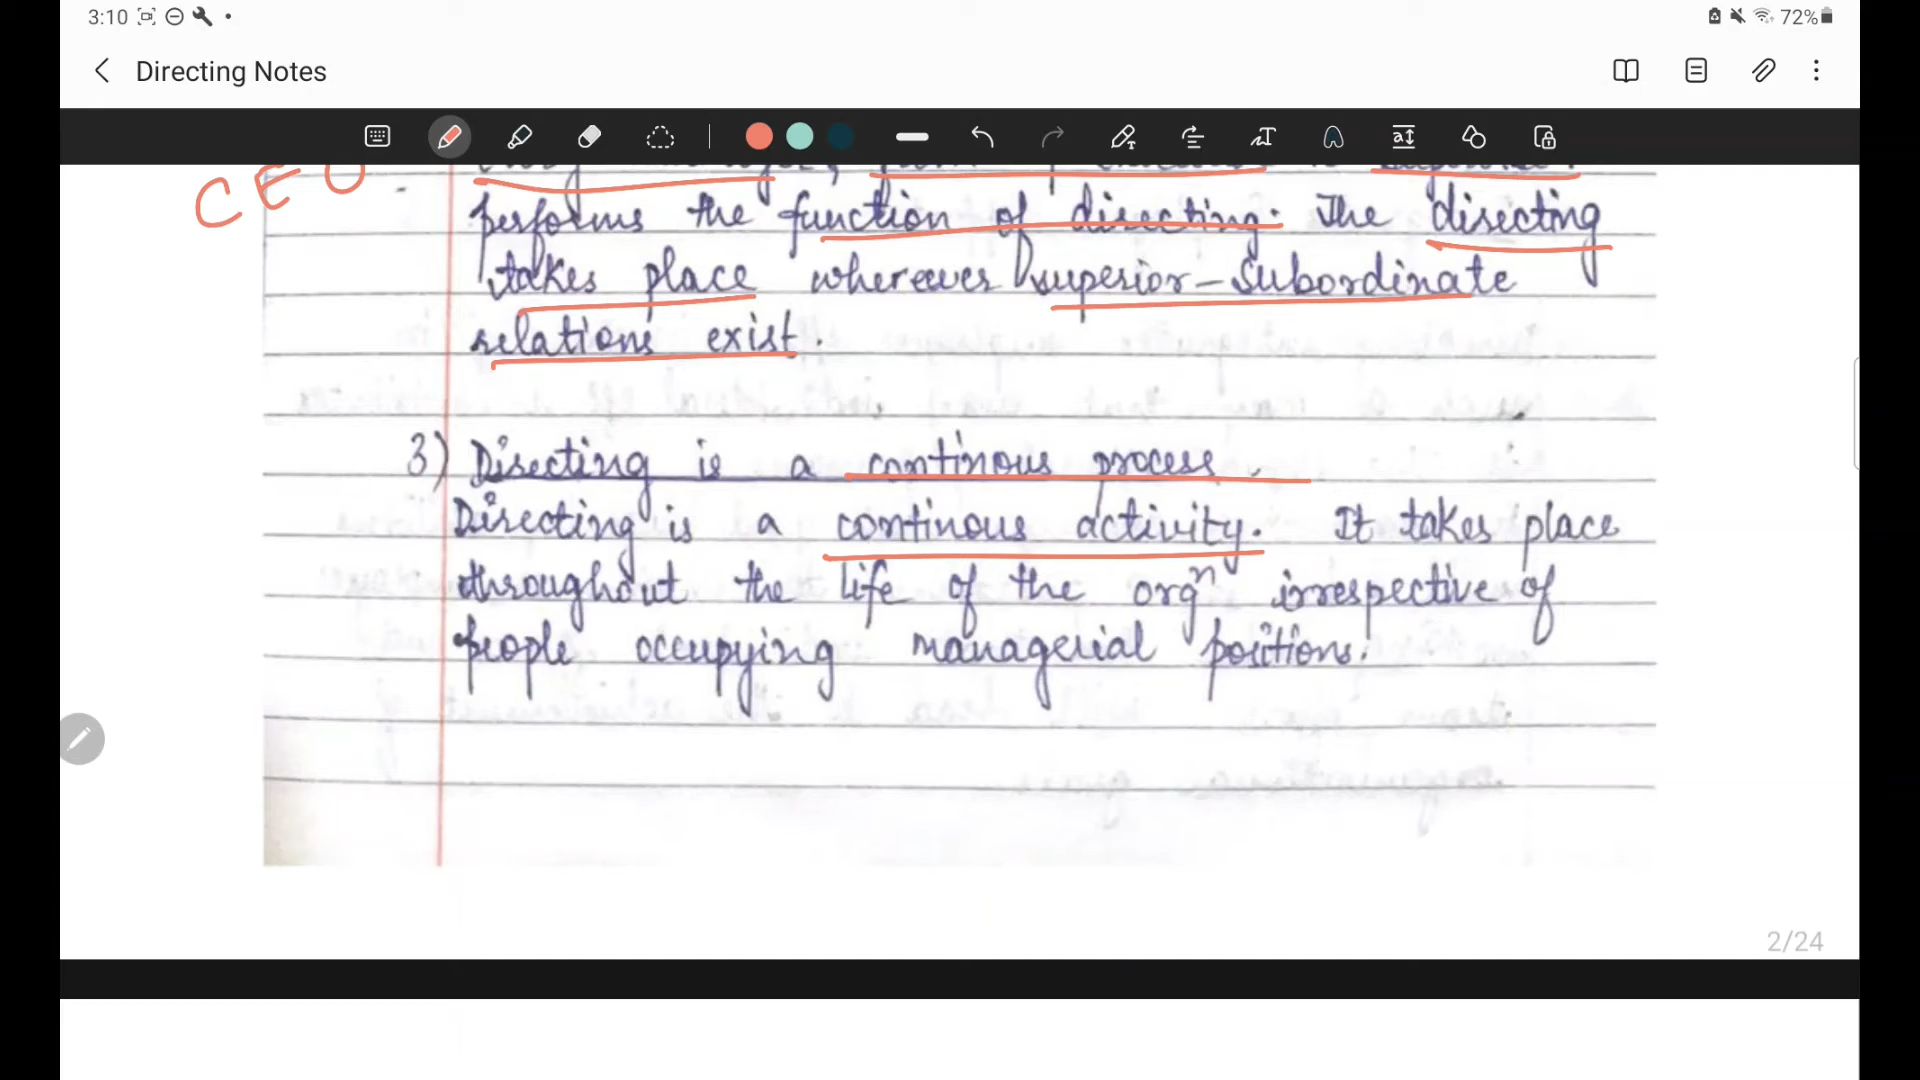 3:10
72%
Directing Notes
CEO
performs the function of directing. The directing
takes place wherever superior-subordinate
relations exist.
3) Directing is a continous process.
Directing is a continous activity. It takes place
throughout the life of the orgⁿ irrespective of
people occupying managerial positions.
2/24